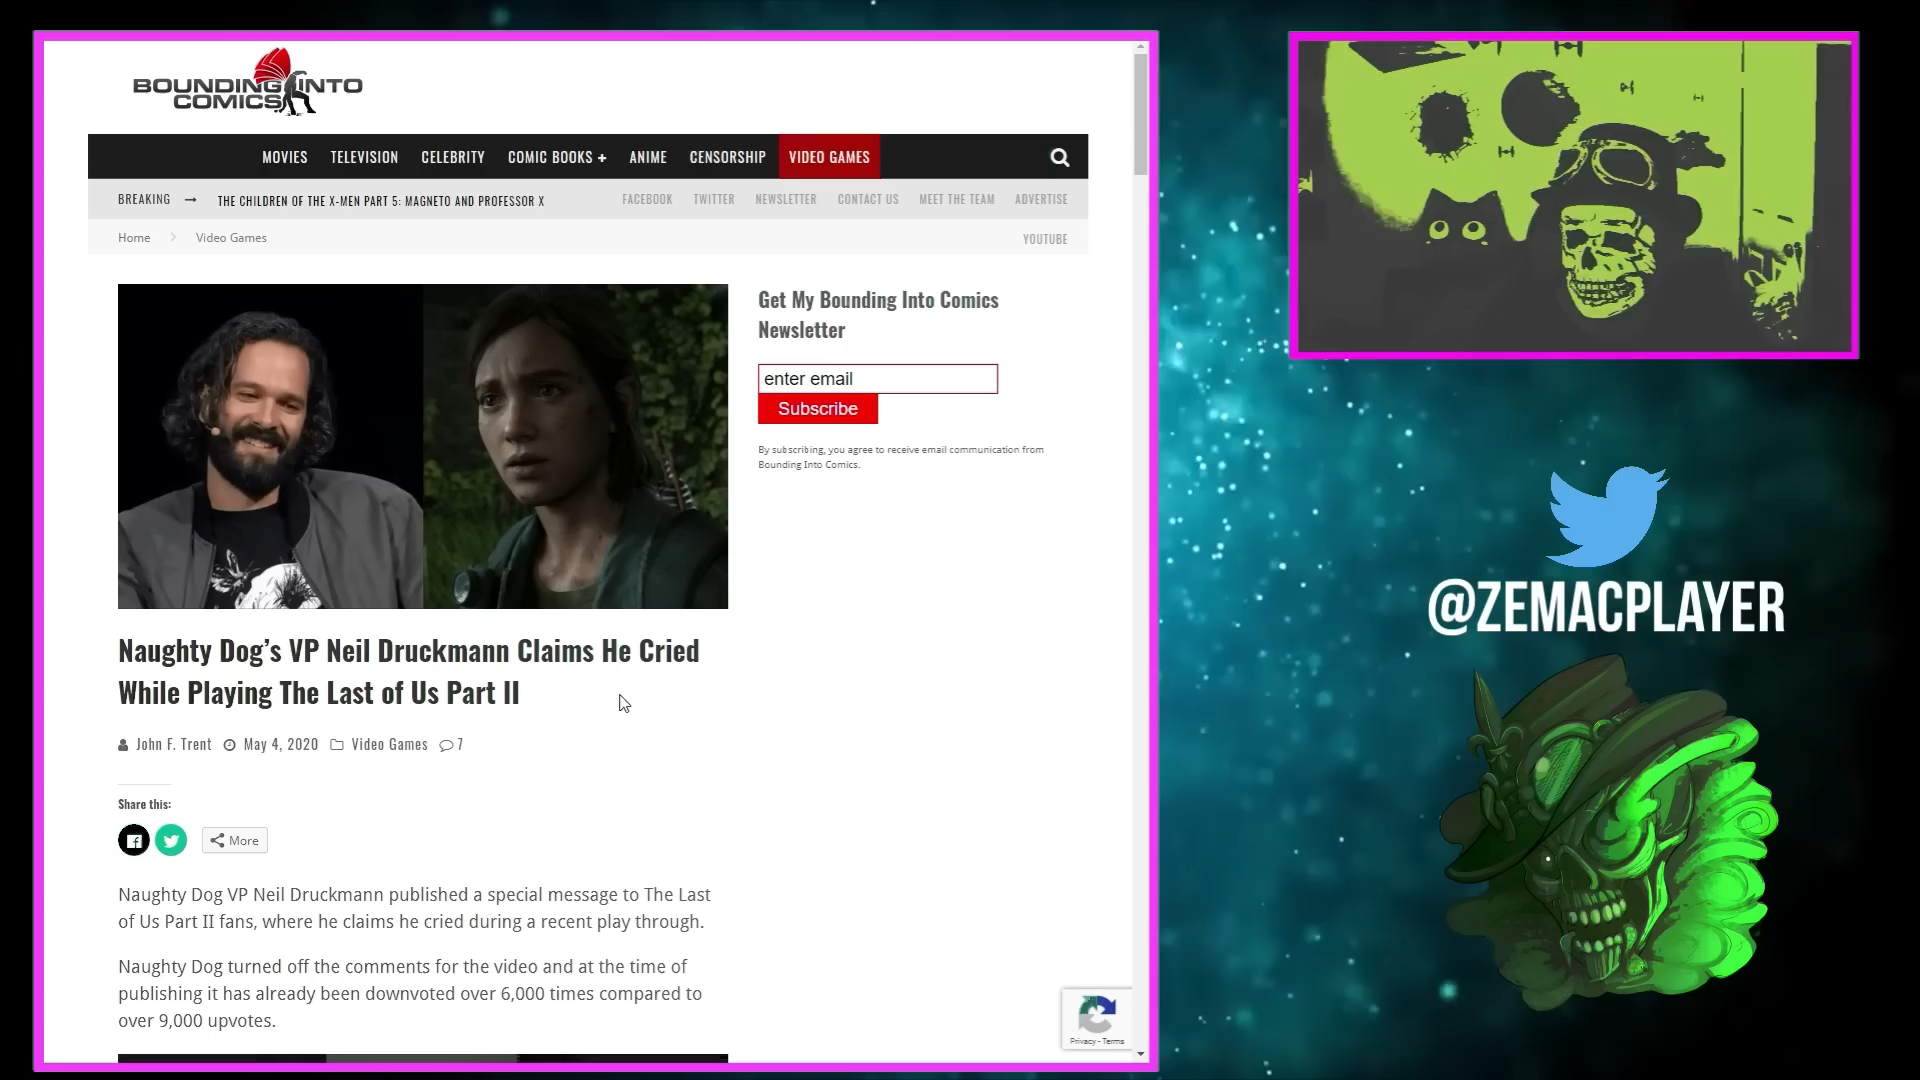 BOUNDING INTO
COMICS
MOVIES TELEVISION CELEBRITY COMIC BOOKS + ANIME CENSORSHIP VIDEO GAMES
BREAKING → THE CHILDREN OF THE X-MEN PART 5: MAGNETO AND PROFESSOR X FACEBOOK TWITTER NEWSLETTER CONTACT US MEET THE TEAM ADVERTISE
Home > Video Games YOUTUBE
Get My Bounding Into Comics
Newsletter
enter email
Subscribe
By subscribing, you agree to receive email communication from
Bounding Into Comics.
Naughty Dog’s VP Neil Druckmann Claims He Cried
While Playing The Last of Us Part II
John F. Trent May 4, 2020 Video Games 7
Share this:
More
Naughty Dog VP Neil Druckmann published a special message to The Last
of Us Part II fans, where he claims he cried during a recent play through.
Naughty Dog turned off the comments for the video and at the time of
publishing it has already been downvoted over 6,000 times compared to
over 9,000 upvotes.
Privacy - Terms
@ZEMACPLAYER